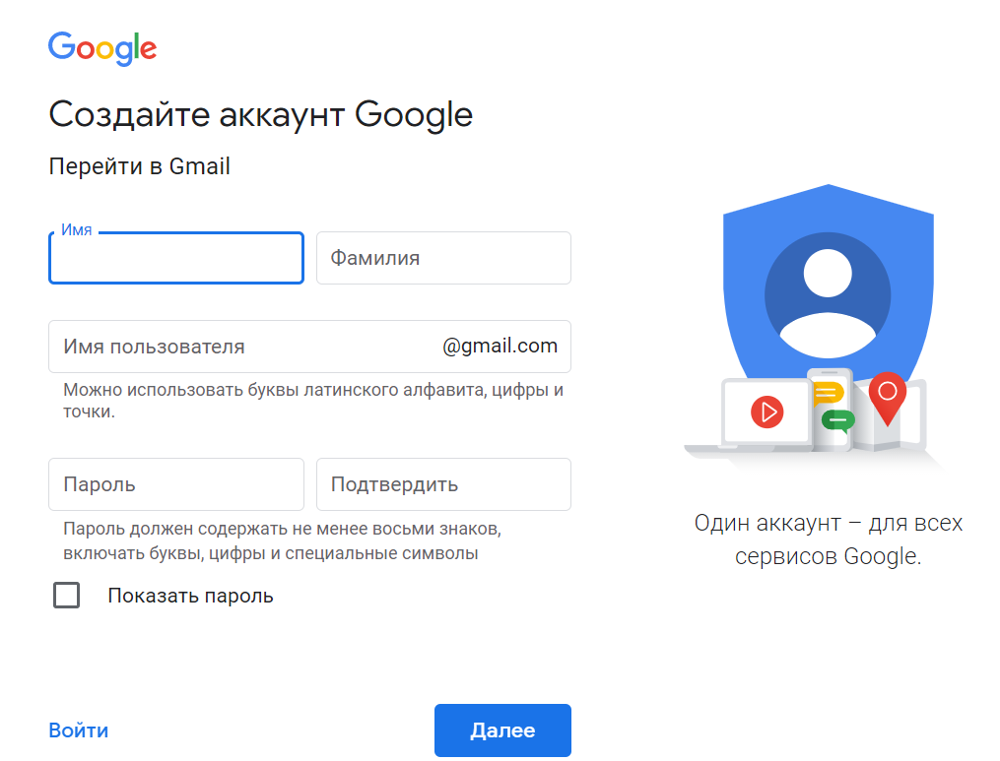 Google
Создайте аккаунт Google
Перейти в Gmail
Имя
Фамилия
Имя пользователя
@gmail.com
Можно использовать буквы латинского алфавита, цифры и
точки.
Пароль
Подтвердить
Пароль должен содержать не менее восьми знаков,
включать буквы, цифры и специальные символы
Показать пароль
Войти
Далее
Один аккаунт – для всех
сервисов Google.